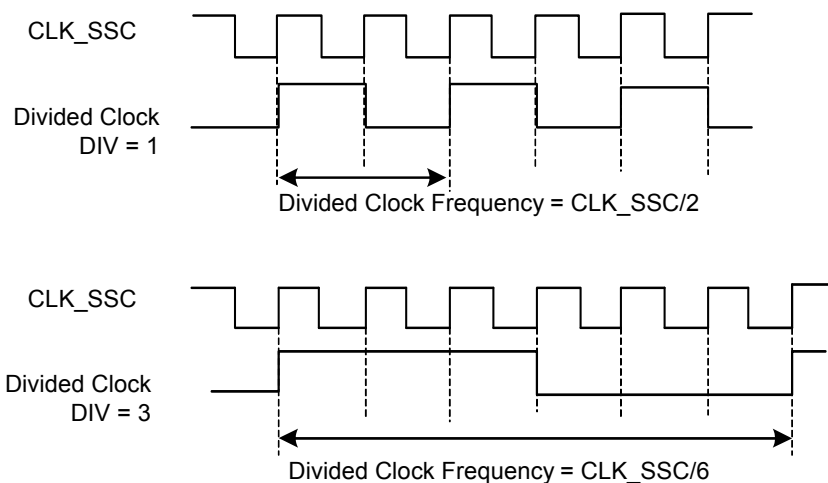 CLK_SSC
Divided Clock
DIV = 1
Divided Clock Frequency = CLK_SSC/2
CLK_SSC
Divided Clock
DIV = 3
Divided Clock Frequency = CLK_SSC/6